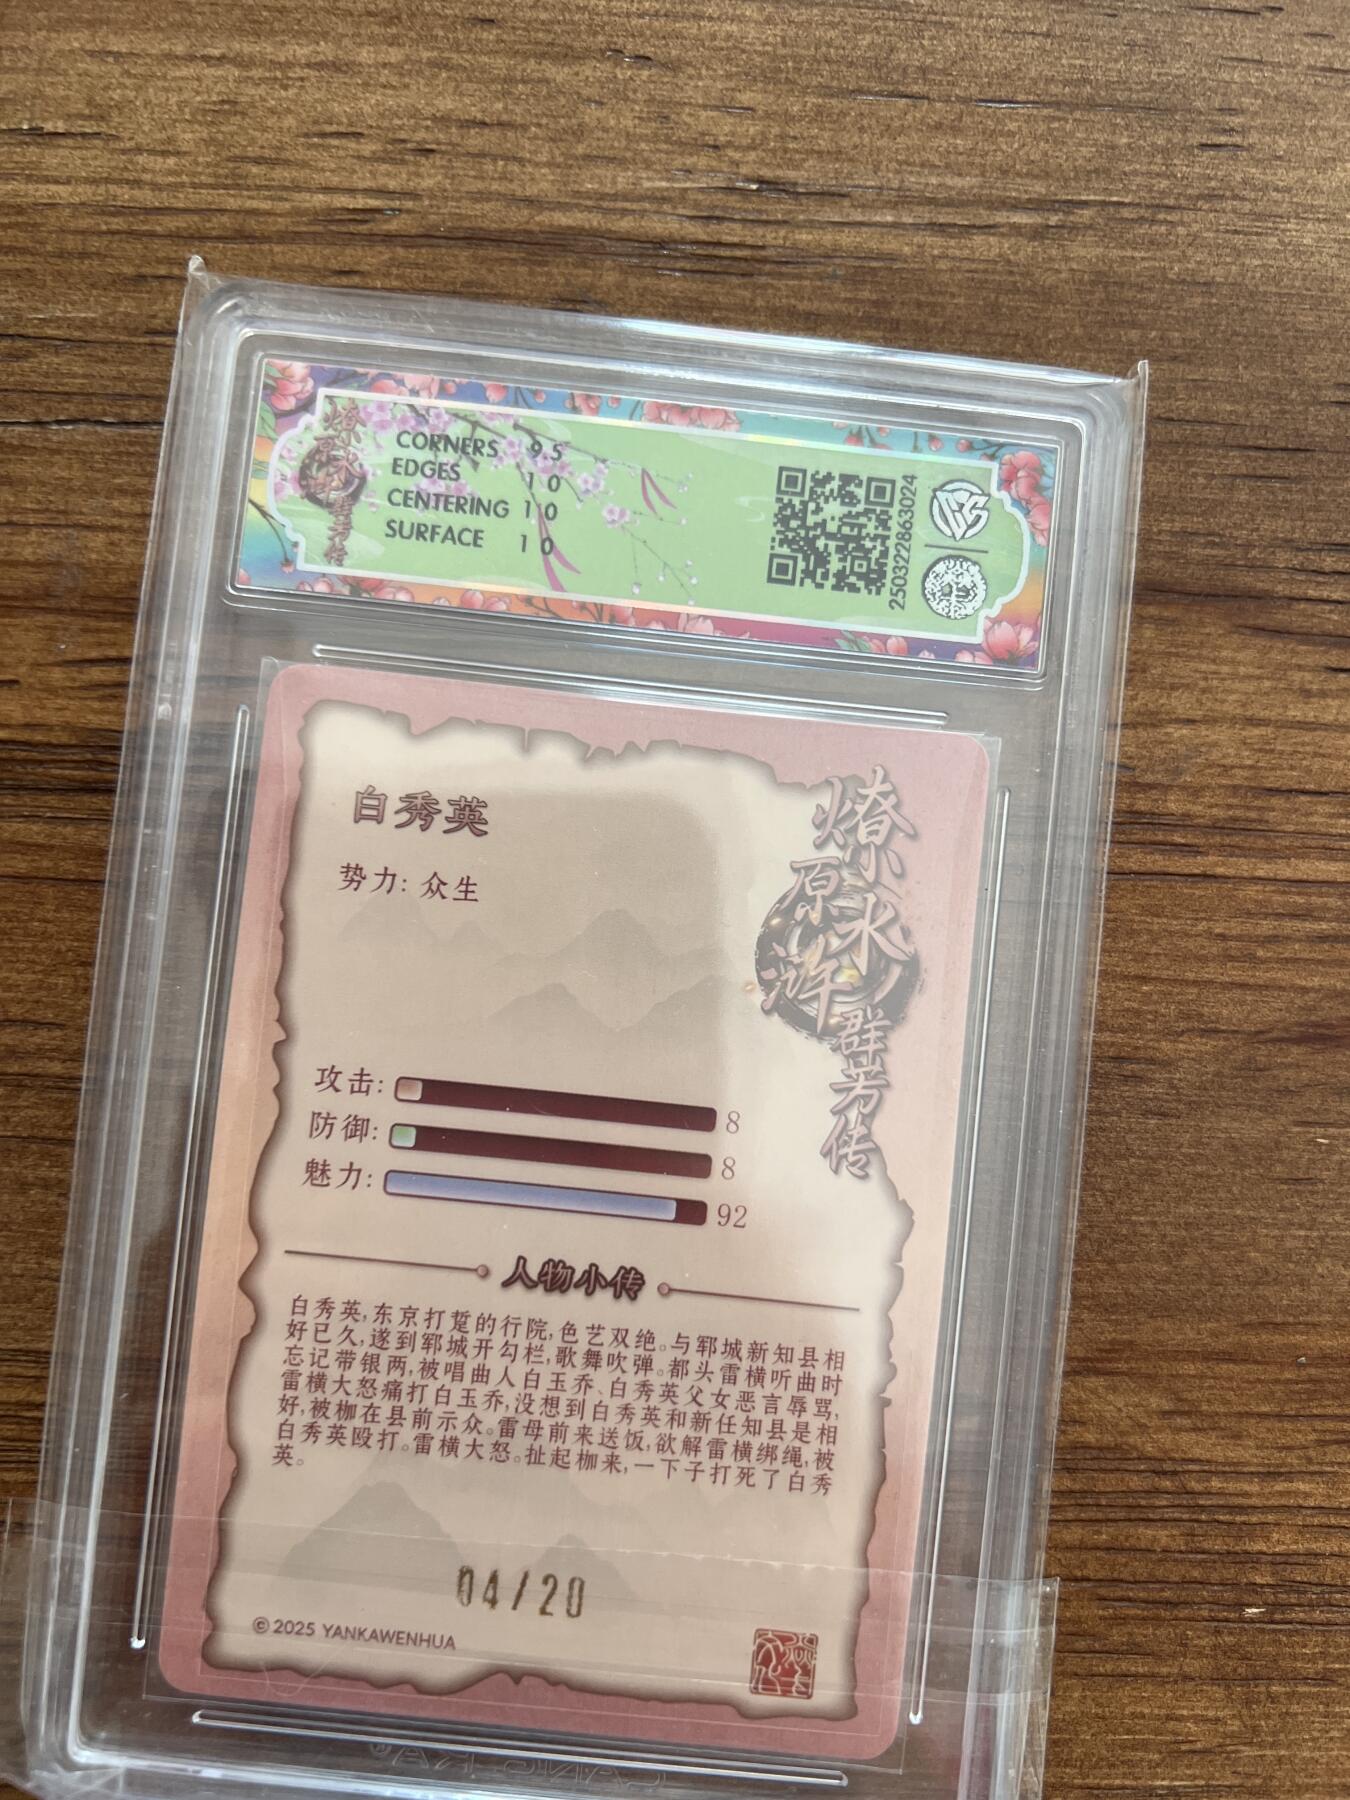 燎原水浒群芳传
CORNERS 9.5
EDGES 10
CENTERING 10
SURFACE 10
2503222863024
白秀英
势力: 众生
燎原水浒群芳传
攻击: 8
防御: 8
魅力: 92
人物小传
白秀英,东京打踅的行院,色艺双绝。与郓城新知县相
好已久,遂到郓城开勾栏,歌舞吹弹。都头雷横听曲时
忘记带银两,被唱曲人白玉乔、白秀英父女恶言辱骂,
雷横大怒痛打白玉乔,没想到白秀英和新任知县是相
好,被枷在县前示众。雷母前来送饭,欲解雷横绑绳,被
白秀英殴打。雷横大怒。扯起枷来,一下子打死了白秀
英。
04/20
© 2025 YANKAWENHUA